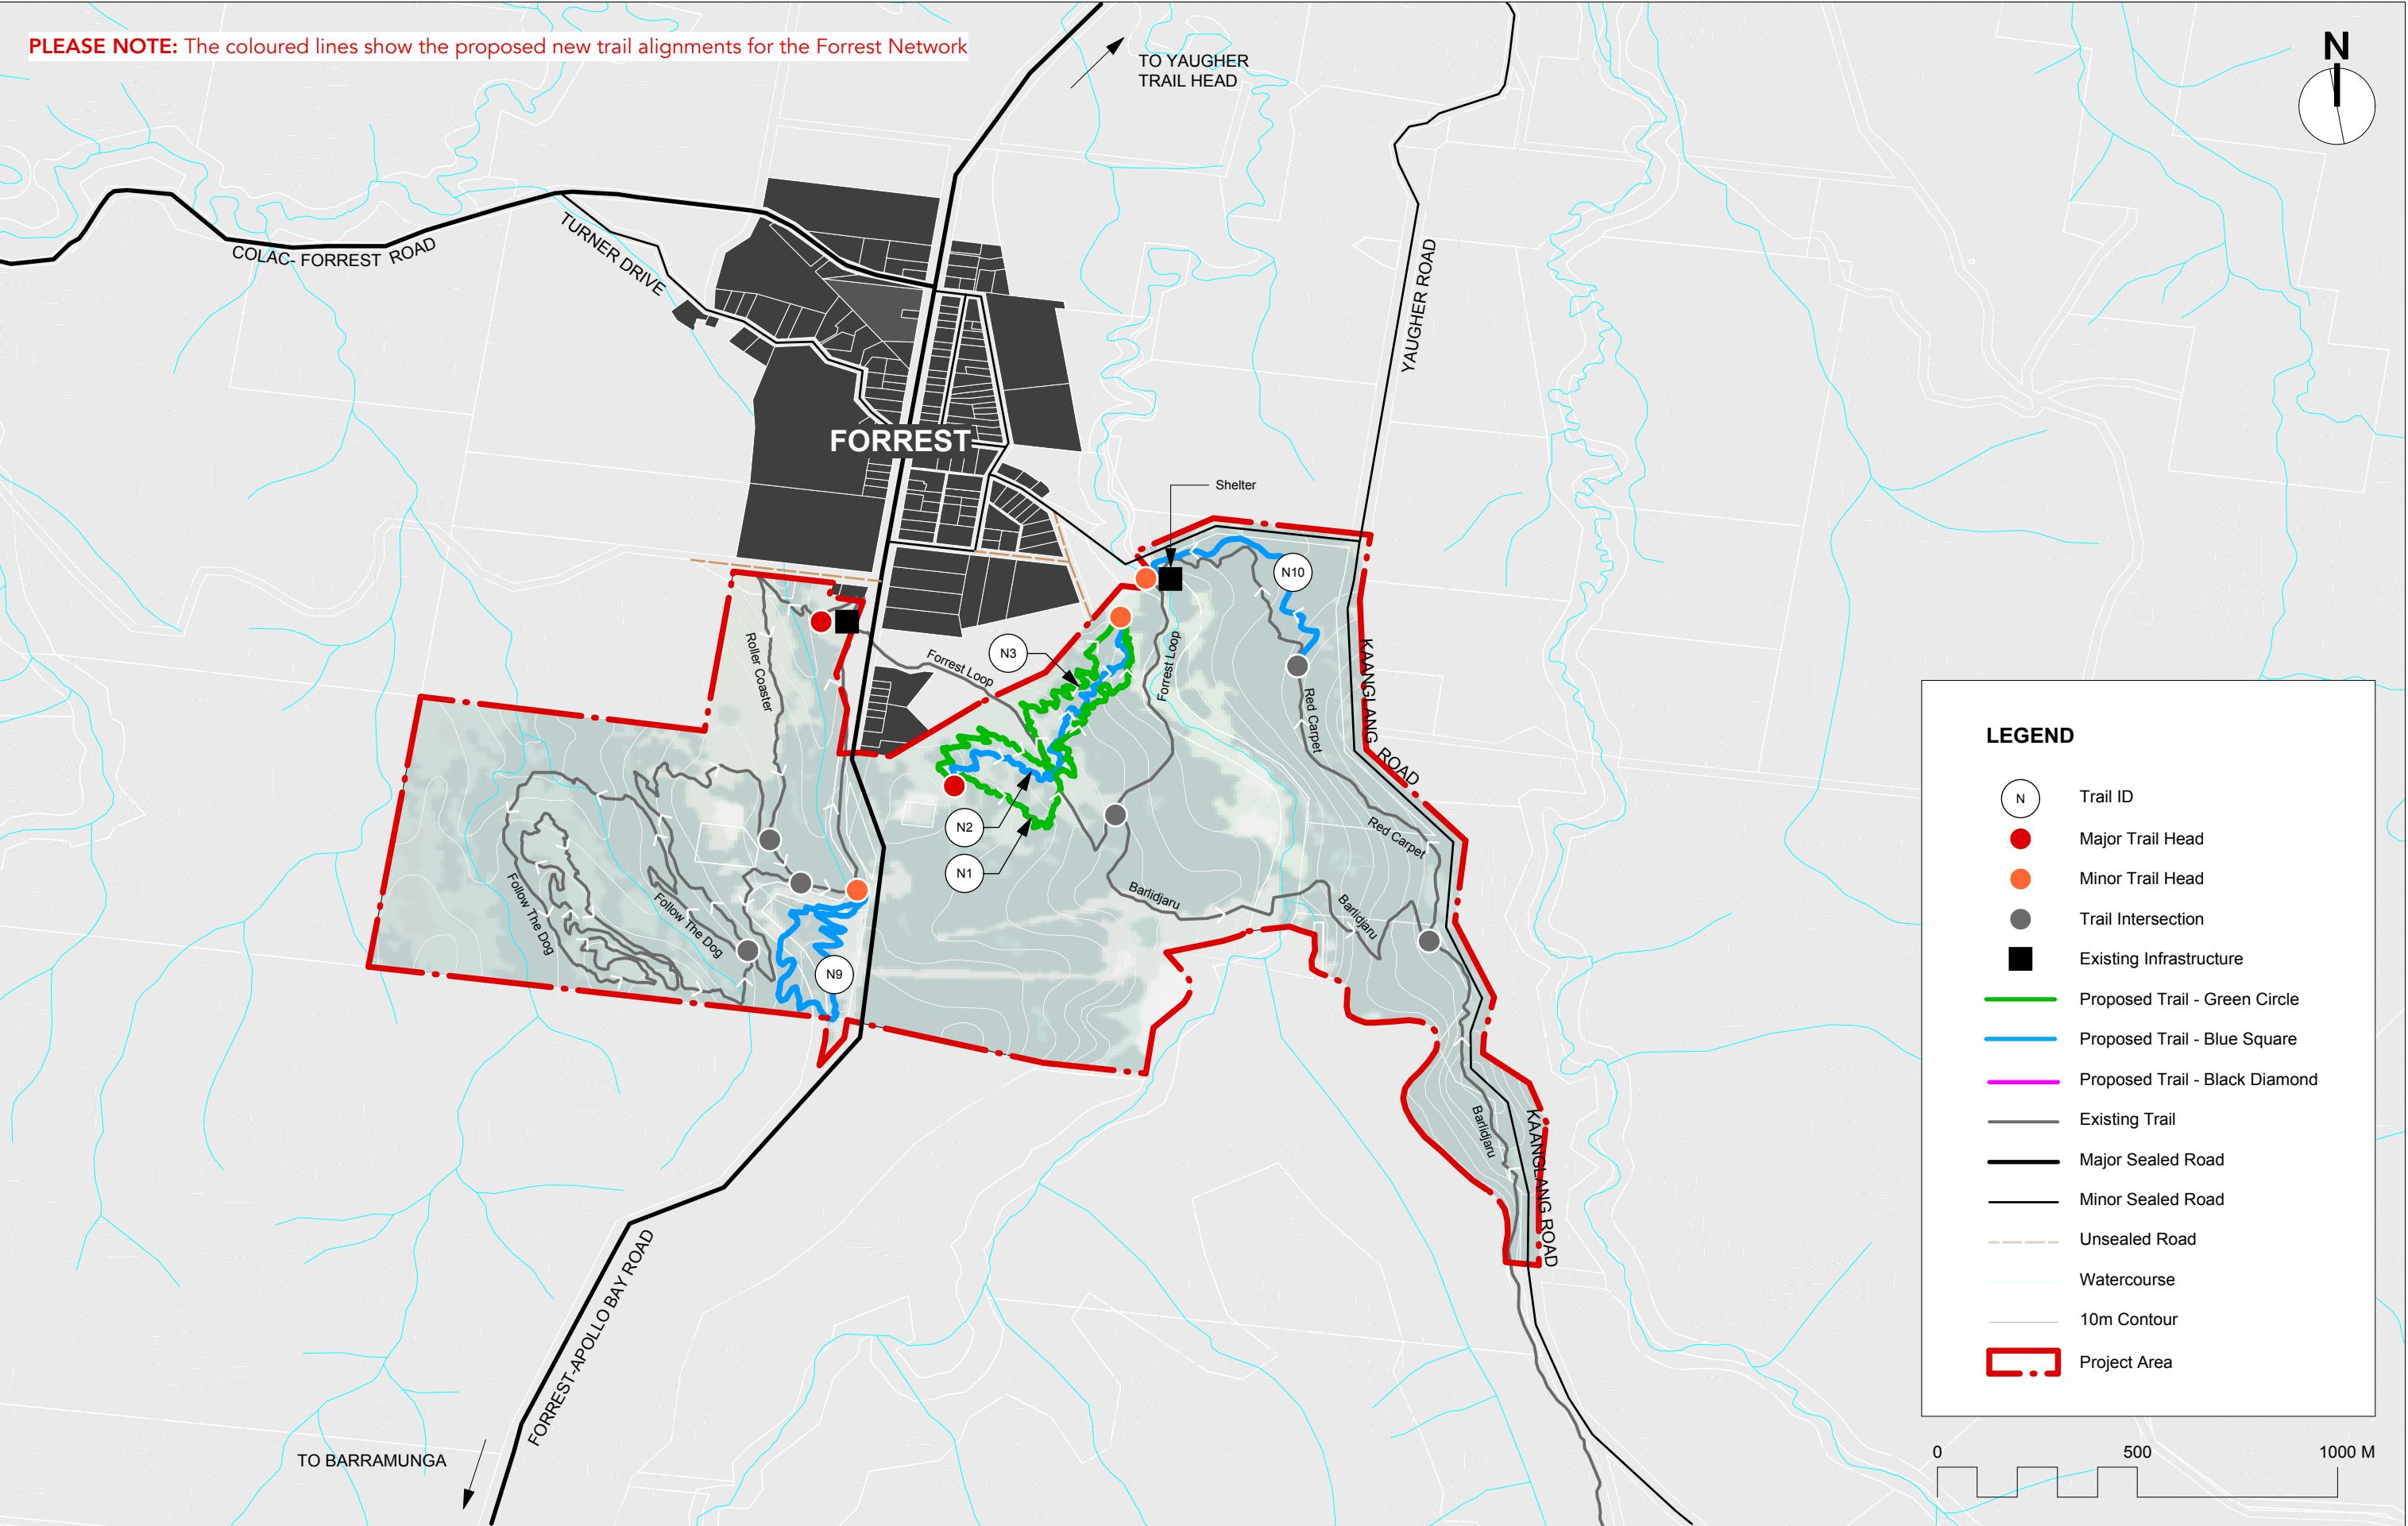 PLEASE NOTE: The coloured lines show the proposed new trail alignments for the Forrest Network
TO YAUGHER
TRAIL HEAD
N
COLAC- FORREST ROAD
TURNER DRIVE
YAUGHER ROAD
FORREST
Shelter
N10
N3
Forrest Loop
Roller Coaster
Forrest Loop
KAANGLANG ROAD
Red Carpet
N2
Red Carpet
N1
Follow The Dog
Follow The Dog
Barlidjaru
Barlidjaru
N9
Barlidjaru
KAANGLANG ROAD
FORREST-APOLLO BAY ROAD
TO BARRAMUNGA
LEGEND
N Trail ID
Major Trail Head
Minor Trail Head
Trail Intersection
Existing Infrastructure
Proposed Trail - Green Circle
Proposed Trail - Blue Square
Proposed Trail - Black Diamond
Existing Trail
Major Sealed Road
Minor Sealed Road
Unsealed Road
Watercourse
10m Contour
Project Area
0 500 1000 M